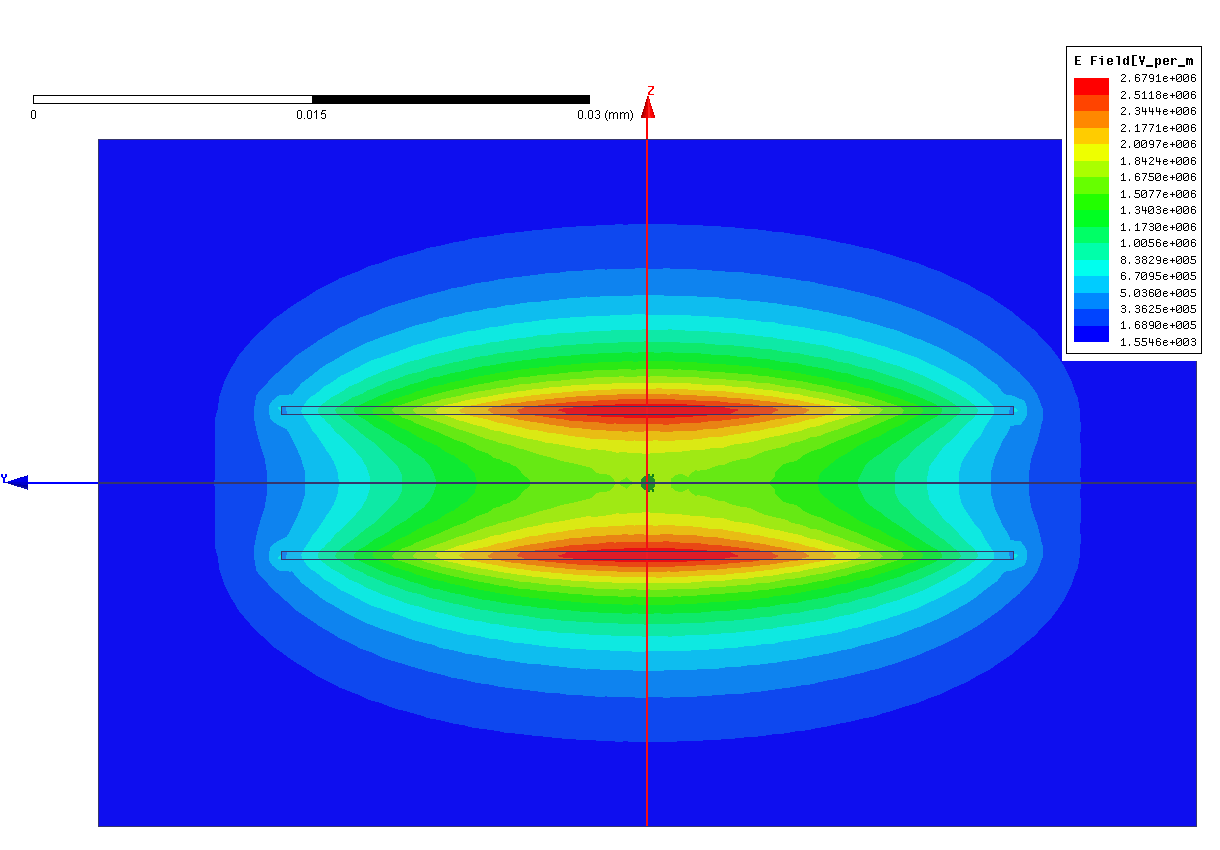 Z
0 0.015 0.03 (mm)
Y
X
E Field[V_per_m
2.6791e+006
2.5118e+006
2.3444e+006
2.1771e+006
2.0097e+006
1.8424e+006
1.6750e+006
1.5077e+006
1.3403e+006
1.1730e+006
1.0056e+006
8.3829e+005
6.7095e+005
5.0360e+005
3.3625e+005
1.6890e+005
1.5546e+003